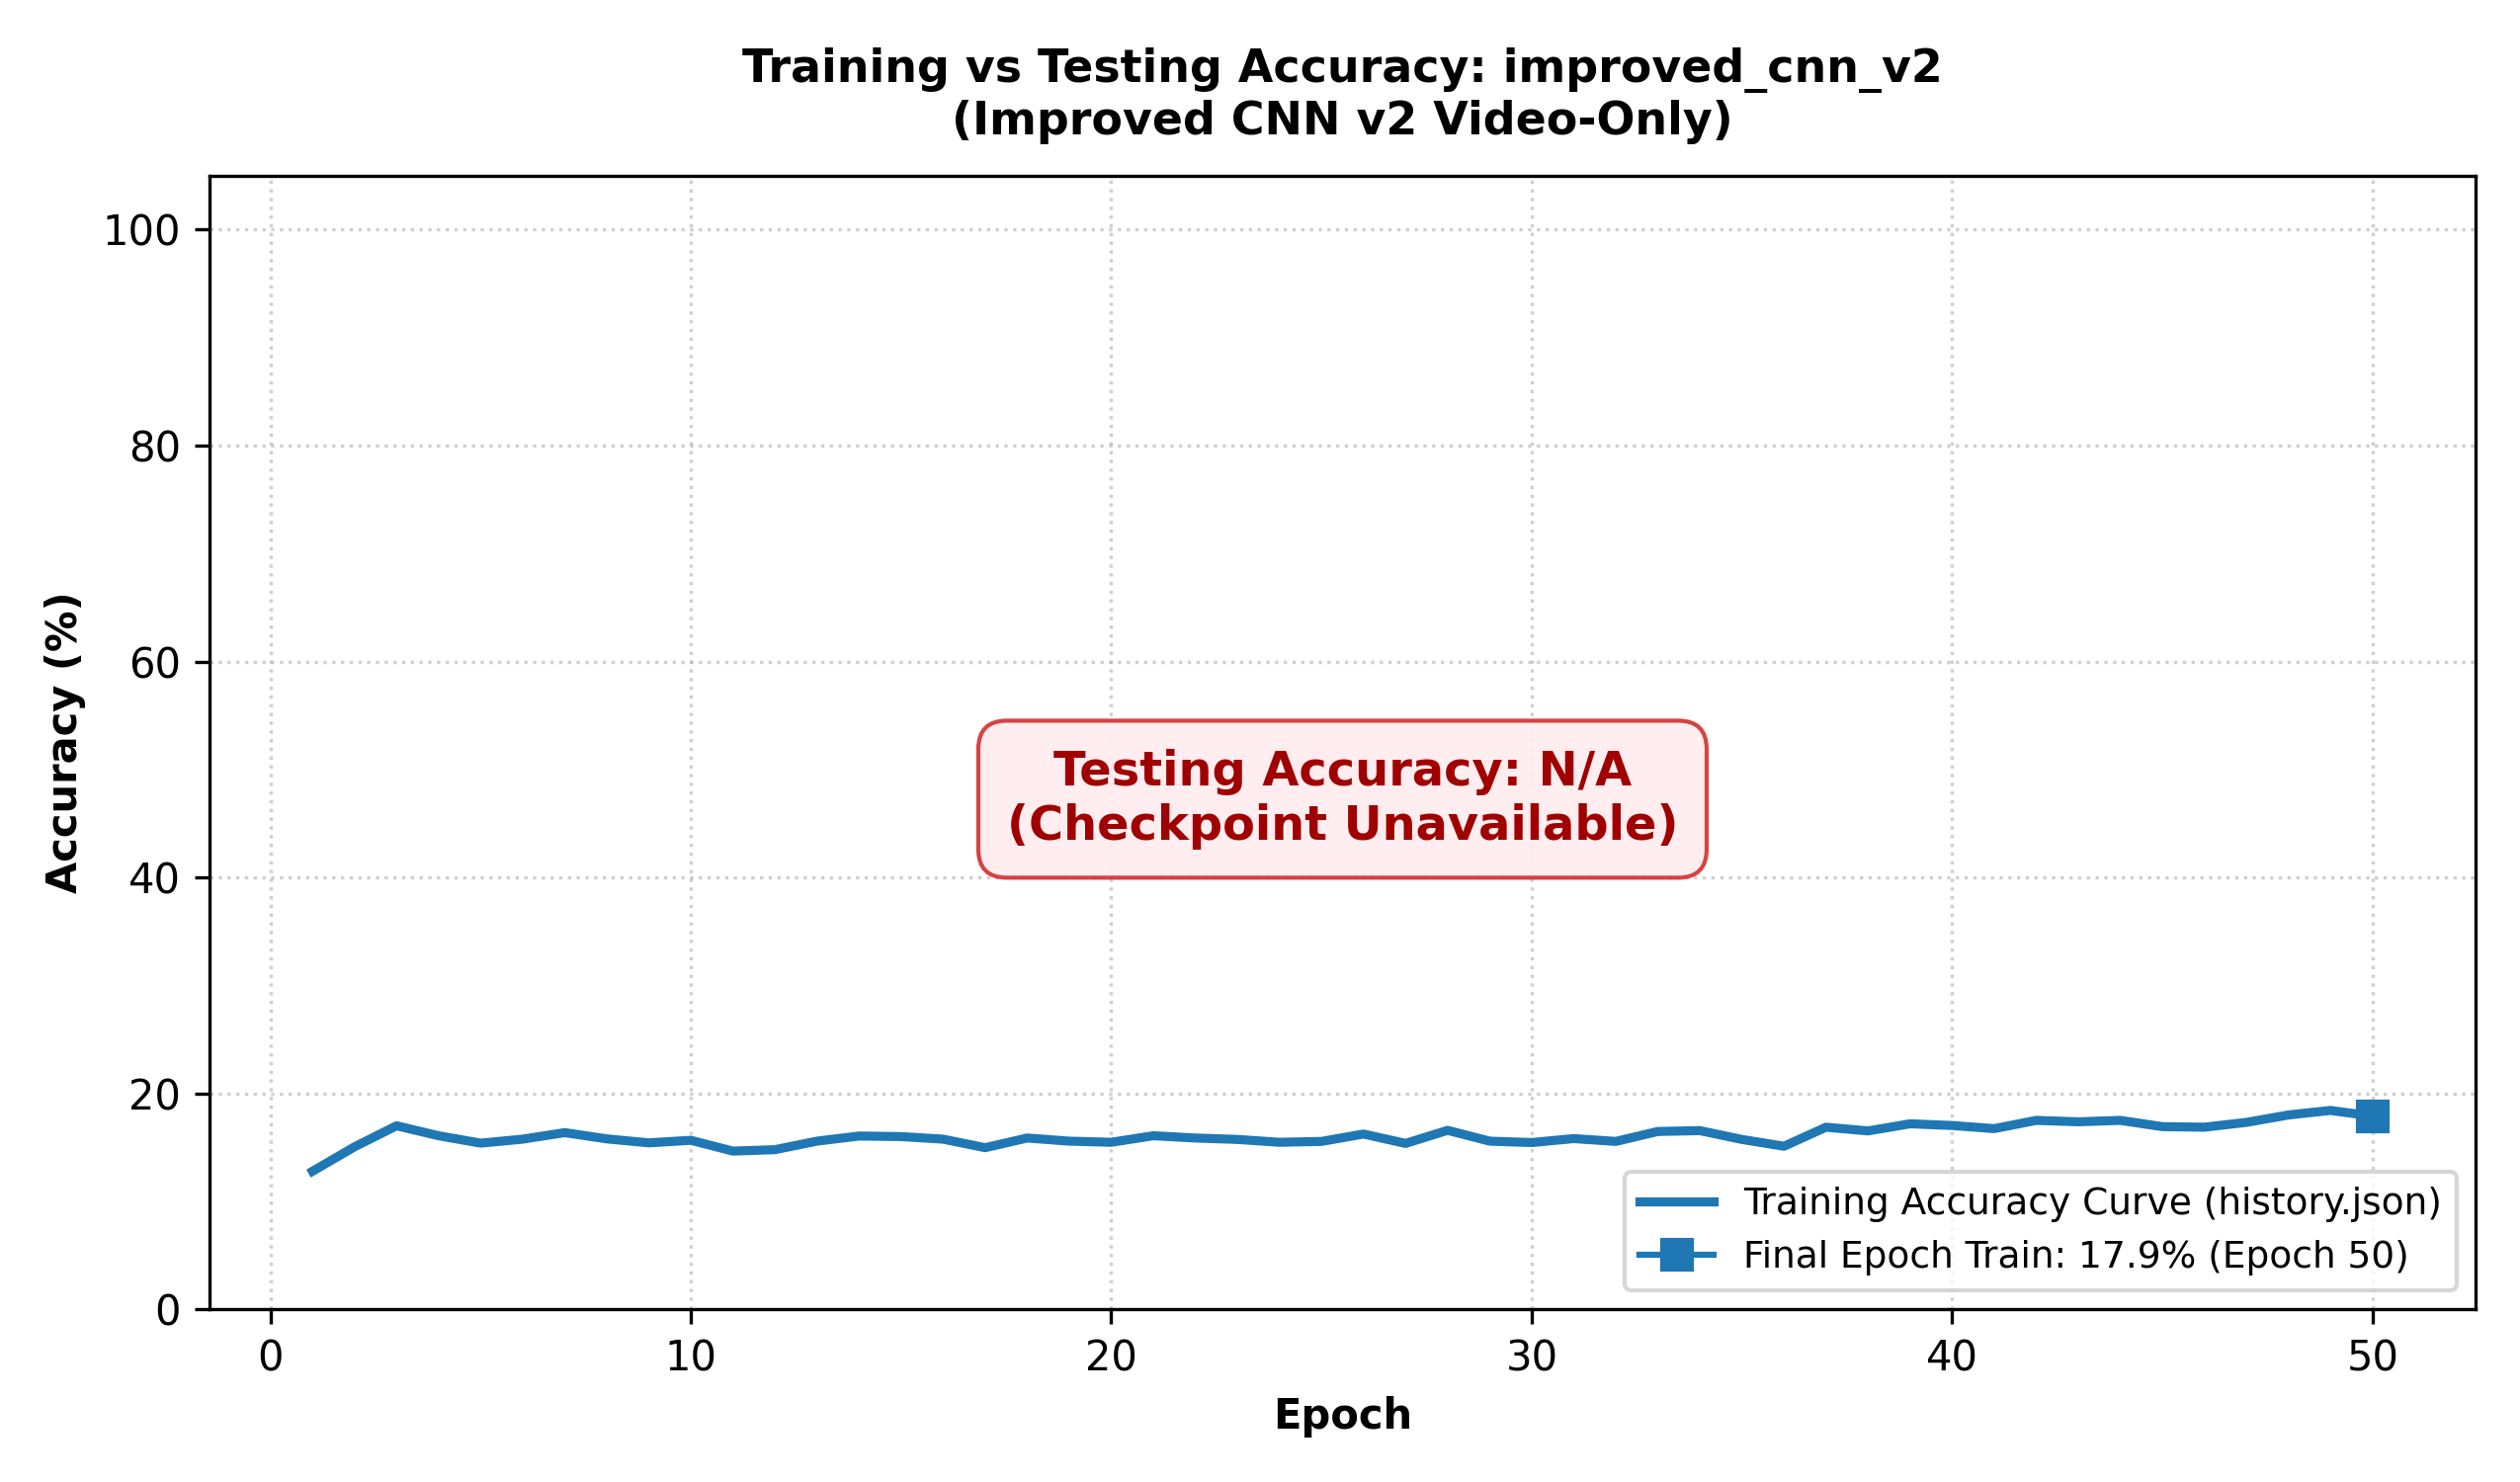 Training vs Testing Accuracy: improved_cnn_v2
(Improved CNN v2 Video-Only)
100
80
60
40
20
0
Accuracy (%)
Testing Accuracy: N/A
(Checkpoint Unavailable)
Training Accuracy Curve (history.json)
Final Epoch Train: 17.9% (Epoch 50)
0 10 20 30 40 50
Epoch